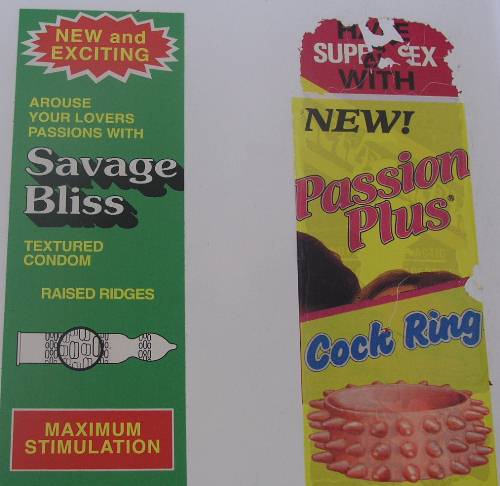 NEW and
EXCITING
AROUSE
YOUR LOVERS
PASSIONS WITH
Savage
Bliss
TEXTURED
CONDOM
RAISED RIDGES
MAXIMUM
STIMULATION
SEX
WITH
NEW!
Passion
Plus®
Cock Ring